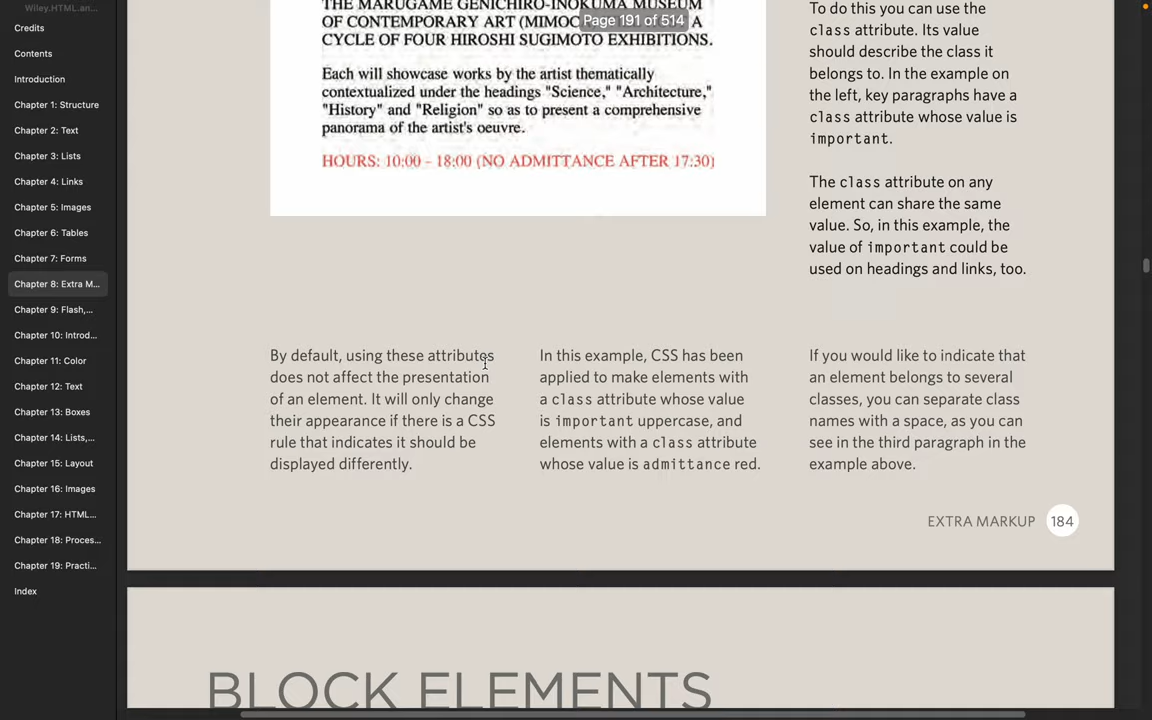 Wiley.HTML.an...
Credits
Contents
Introduction
Chapter 1: Structure
Chapter 2: Text
Chapter 3: Lists
Chapter 4: Links
Chapter 5: Images
Chapter 6: Tables
Chapter 7: Forms
Chapter 8: Extra M...
Chapter 9: Flash,...
Chapter 10: Introd...
Chapter 11: Color
Chapter 12: Text
Chapter 13: Boxes
Chapter 14: Lists,...
Chapter 15: Layout
Chapter 16: Images
Chapter 17: HTML...
Chapter 18: Proces...
Chapter 19: Practi...
Index
Page 191 of 514
THE MARUGAME GENICHIRO-INOKUMA MUSEUM
OF CONTEMPORARY ART (MIMOC A
CYCLE OF FOUR HIROSHI SUGIMOTO EXHIBITIONS.
Each will showcase works by the artist thematically
contextualized under the headings "Science," "Architecture,"
"History" and "Religion" so as to present a comprehensive
panorama of the artist's oeuvre.
HOURS: 10:00 – 18:00 (NO ADMITTANCE AFTER 17:30)
To do this you can use the
class attribute. Its value
should describe the class it
belongs to. In the example on
the left, key paragraphs have a
class attribute whose value is
important.
The class attribute on any
element can share the same
value. So, in this example, the
value of important could be
used on headings and links, too.
By default, using these attributes
does not affect the presentation
of an element. It will only change
their appearance if there is a CSS
rule that indicates it should be
displayed differently.
In this example, CSS has been
applied to make elements with
a class attribute whose value
is important uppercase, and
elements with a class attribute
whose value is admittance red.
If you would like to indicate that
an element belongs to several
classes, you can separate class
names with a space, as you can
see in the third paragraph in the
example above.
EXTRA MARKUP 184
BLOCK ELEMENTS